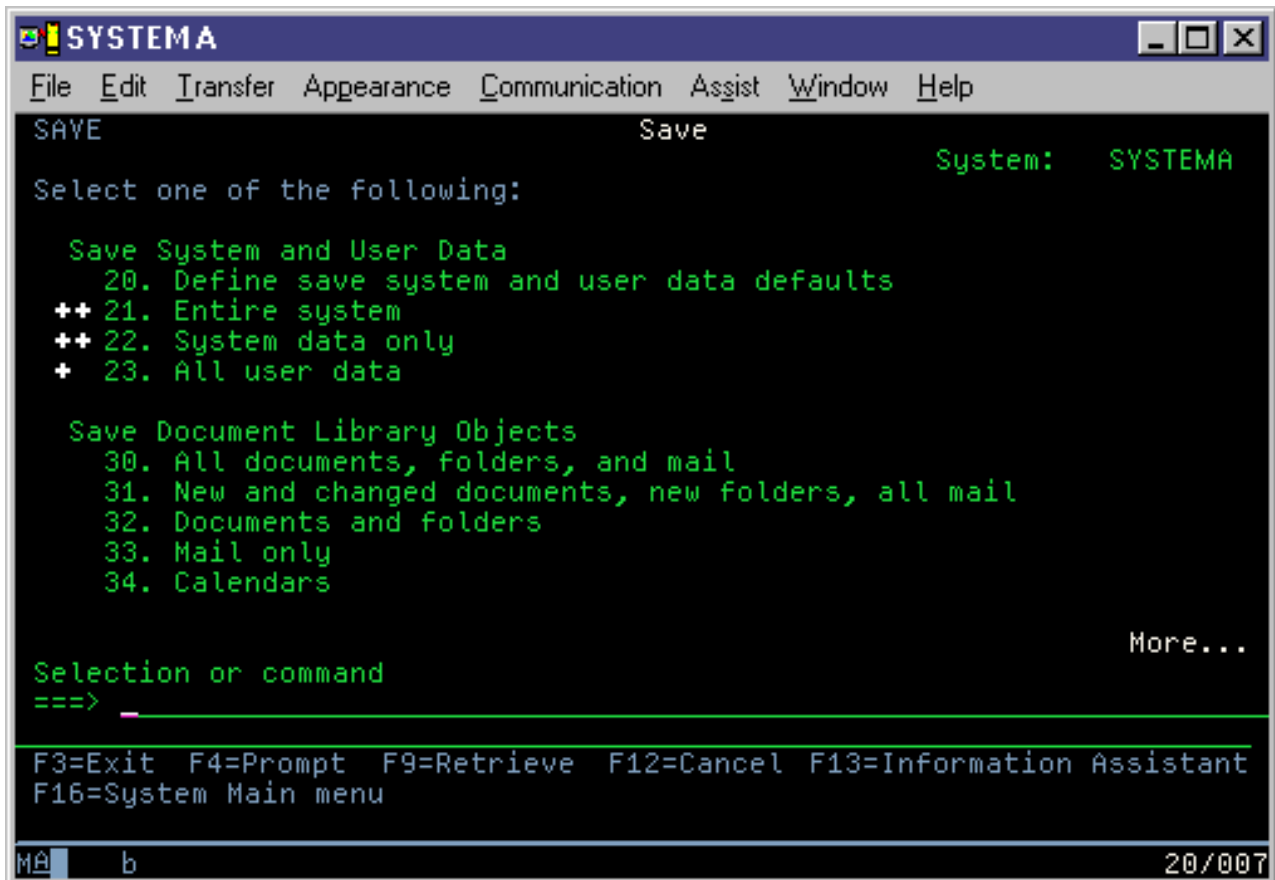 SYSTEMA
File Edit Transfer Appearance Communication Assist Window Help
SAVE Save
System: SYSTEMA
Select one of the following:
Save System and User Data
20. Define save system and user data defaults
++ 21. Entire system
++ 22. System data only
+ 23. All user data
Save Document Library Objects
30. All documents, folders, and mail
31. New and changed documents, new folders, all mail
32. Documents and folders
33. Mail only
34. Calendars
More...
Selection or command
===> _
F3=Exit F4=Prompt F9=Retrieve F12=Cancel F13=Information Assistant
F16=System Main menu
MA b 20/007